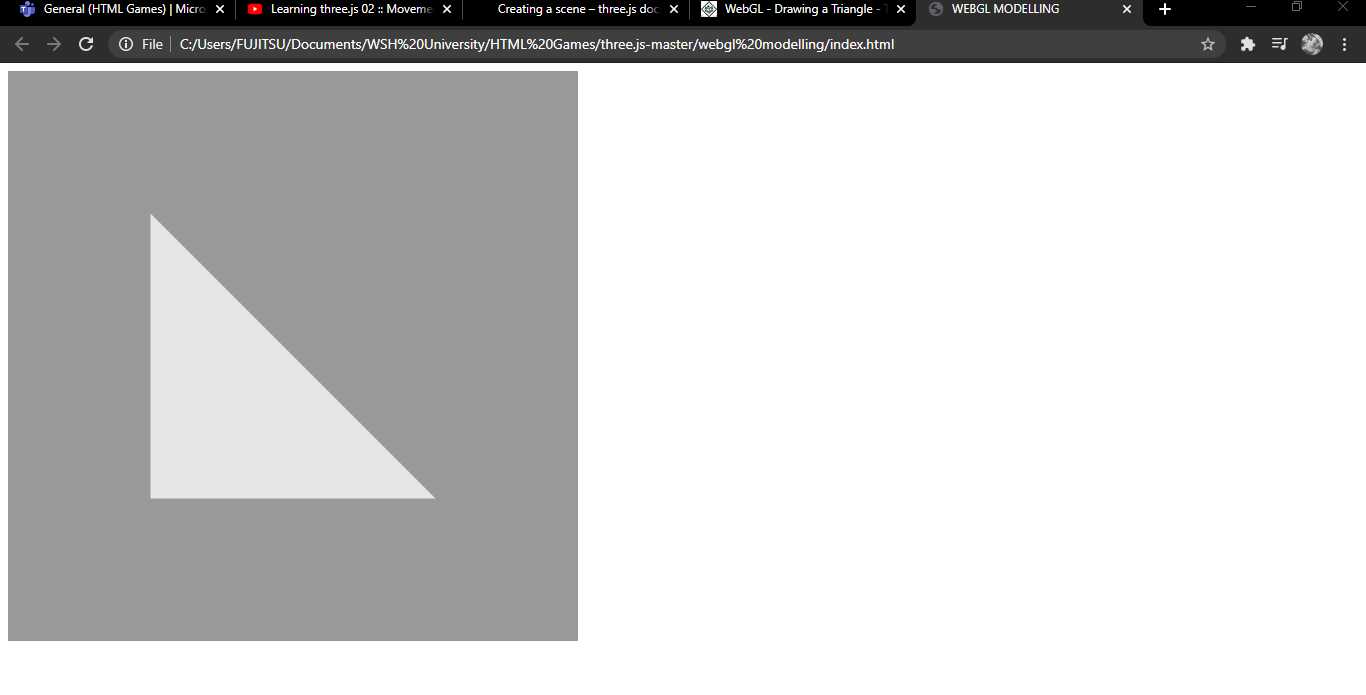 General (HTML Games) | Micro
Learning three.js 02 :: Moveme
Creating a scene – three.js doc
WebGL - Drawing a Triangle - T
WEBGL MODELLING
File
C:/Users/FUJITSU/Documents/WSH%20University/HTML%20Games/three.js-master/webgl%20modelling/index.html